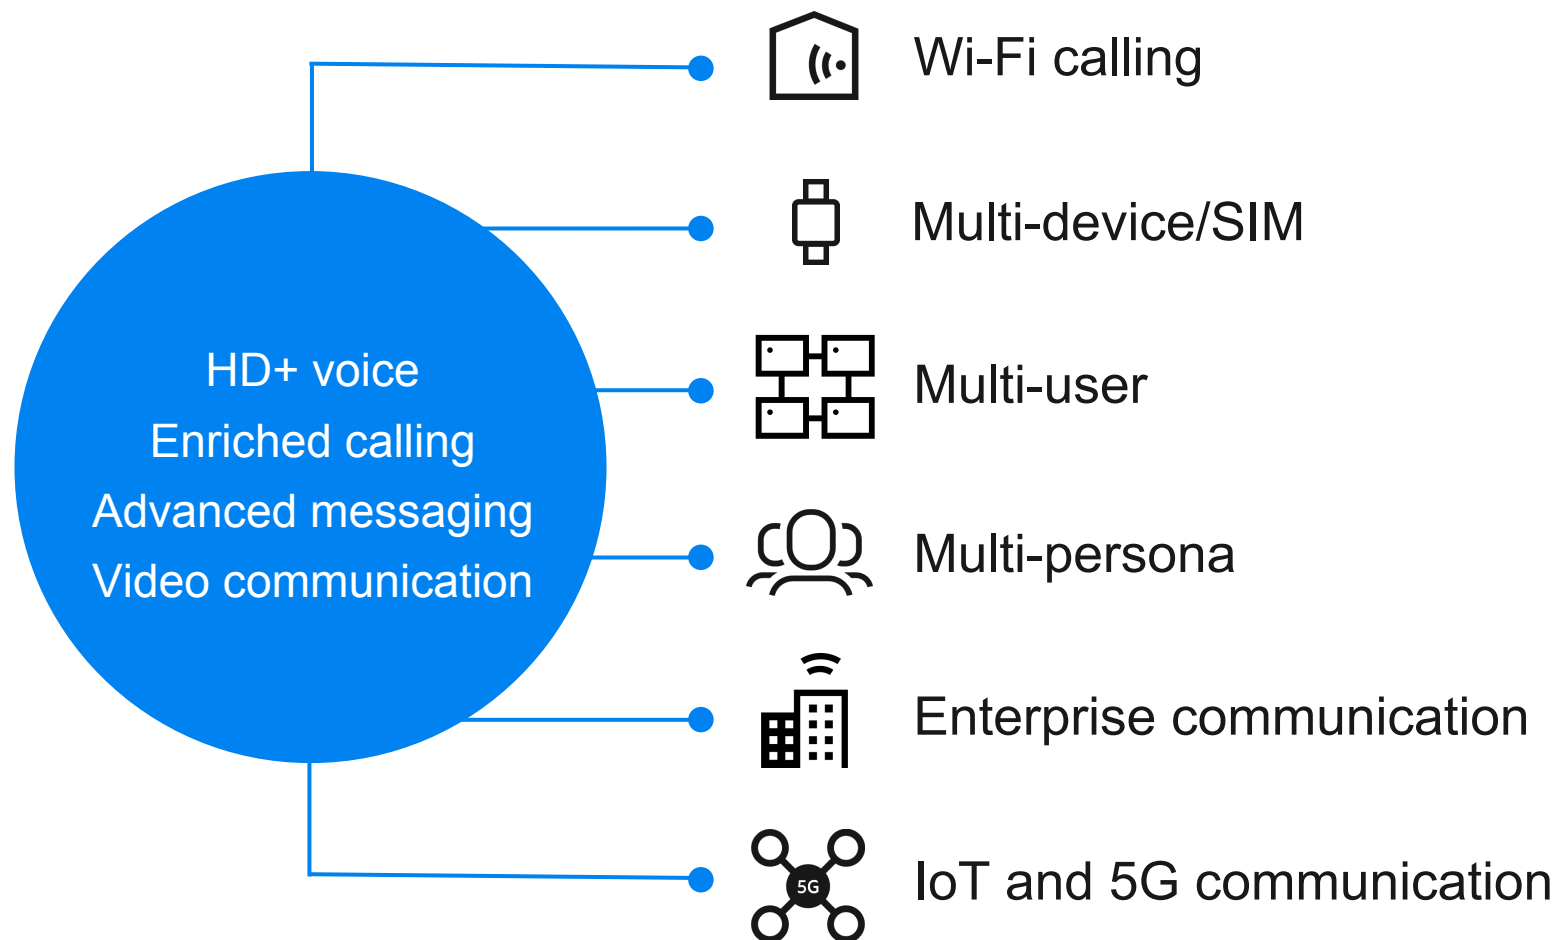 HD+ voice
Enriched calling
Advanced messaging
Video communication
Wi-Fi calling
Multi-device/SIM
Multi-user
Multi-persona
Enterprise communication
5G
IoT and 5G communication